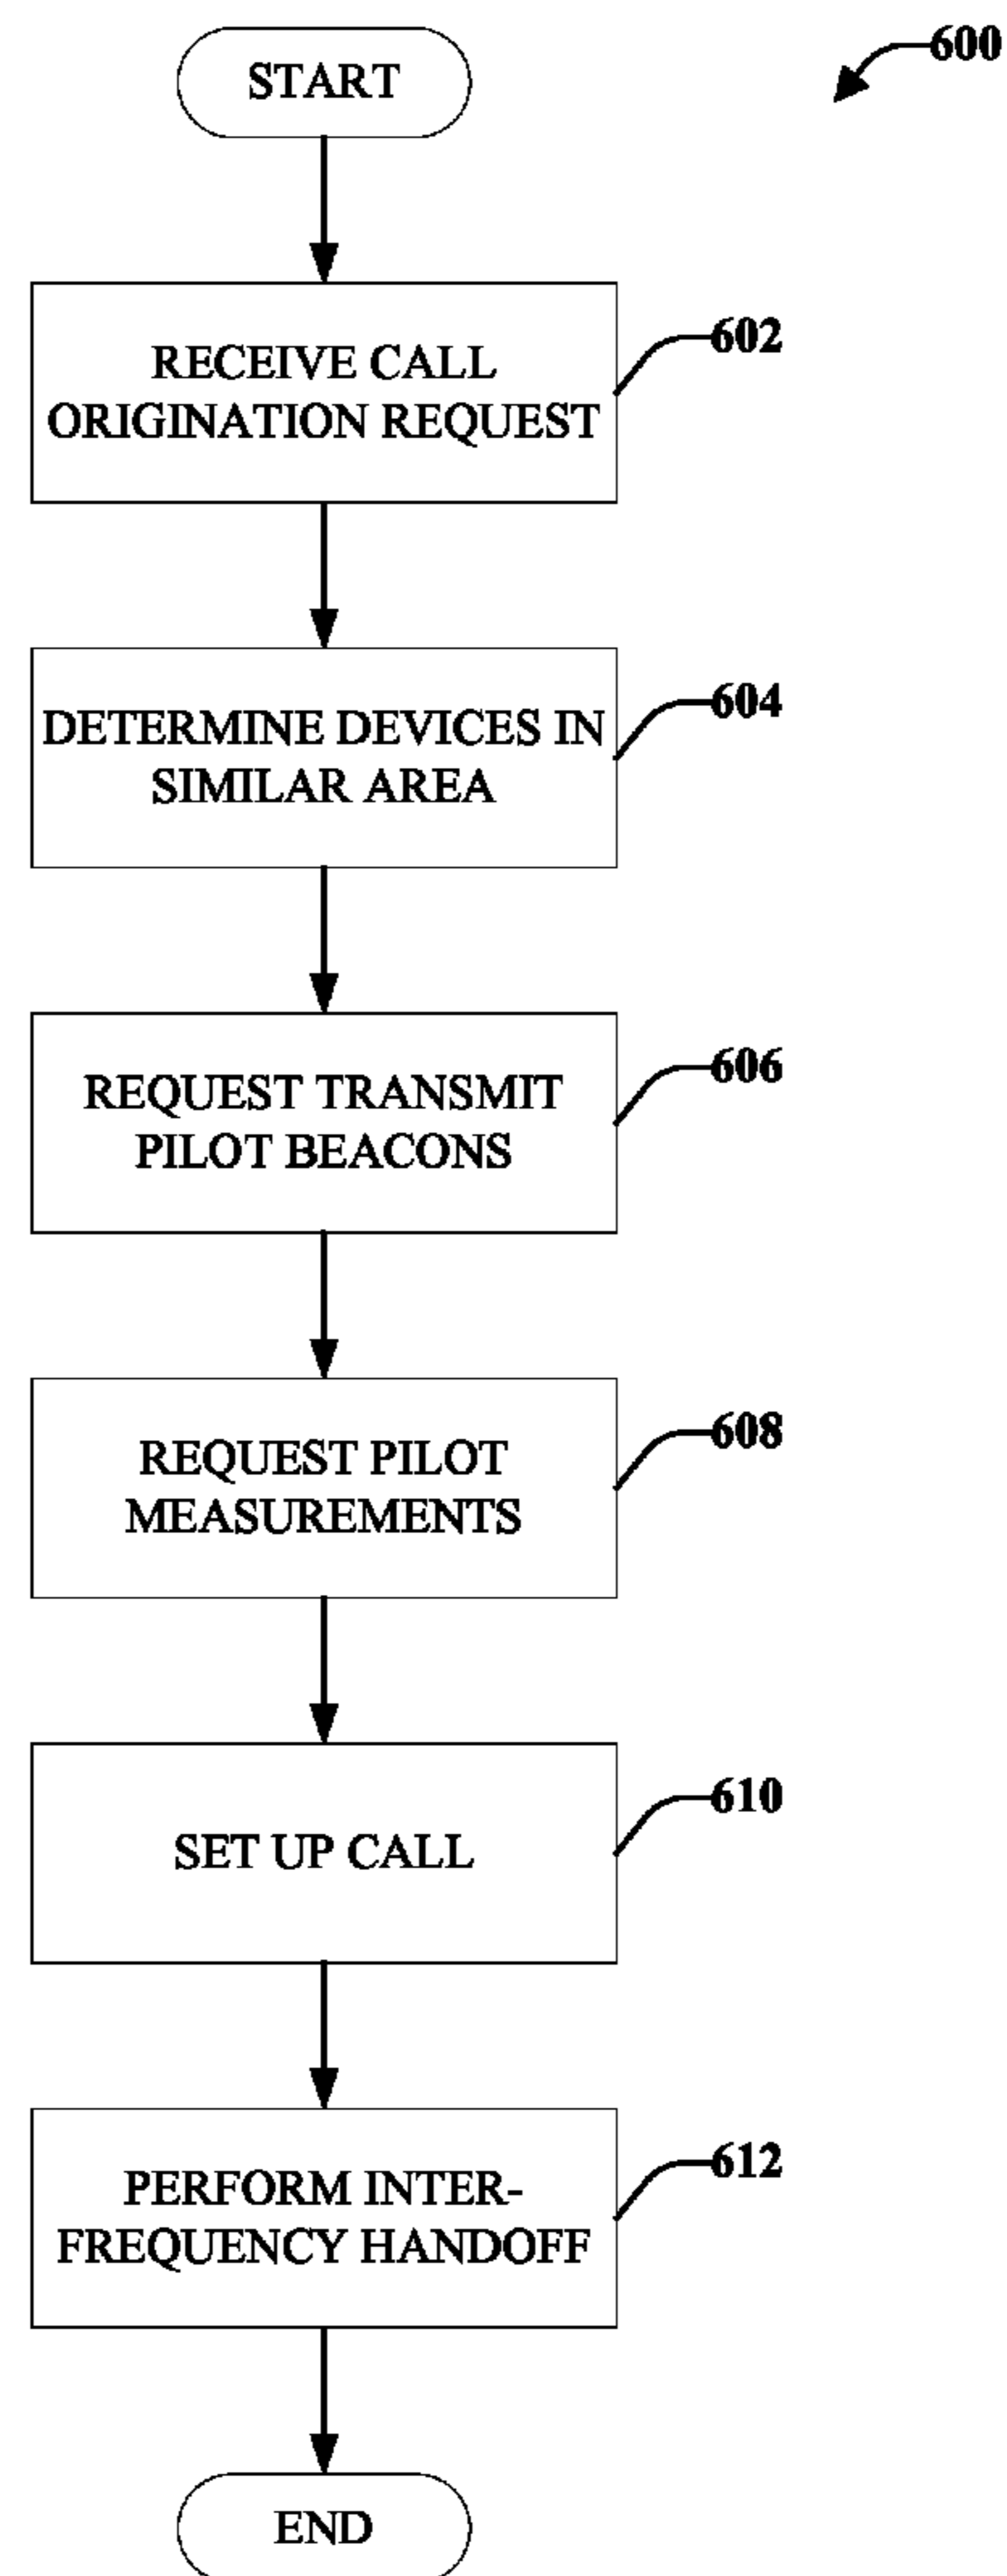 600
START
RECEIVE CALL
ORIGINATION REQUEST
602
DETERMINE DEVICES IN
SIMILAR AREA
604
REQUEST TRANSMIT
PILOT BEACONS
606
REQUEST PILOT
MEASUREMENTS
608
SET UP CALL
610
PERFORM INTER-
FREQUENCY HANDOFF
612
END